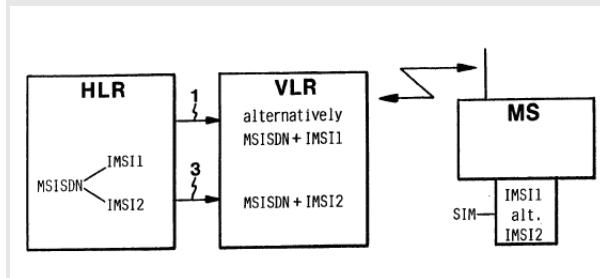 HLR
MSISDN
IMSI1
IMSI2
1
3
VLR
alternatively
MSISDN+IMSI1
MSISDN+IMSI2
MS
SIM
IMSI1
alt.
IMSI2